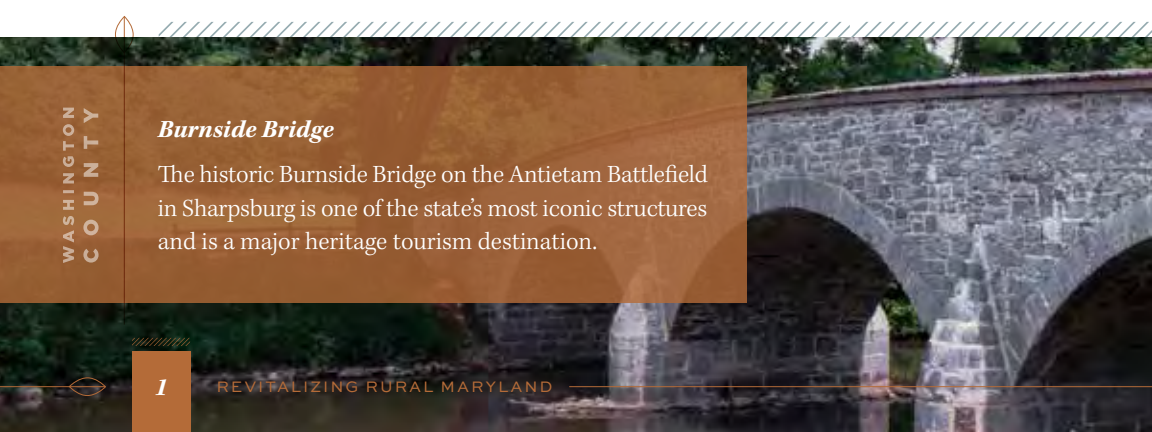 WASHINGTON
COUNTY
Burnside Bridge
The historic Burnside Bridge on the Antietam Battlefield
in Sharpsburg is one of the state's most iconic structures
and is a major heritage tourism destination.
1
REVITALIZING RURAL MARYLAND